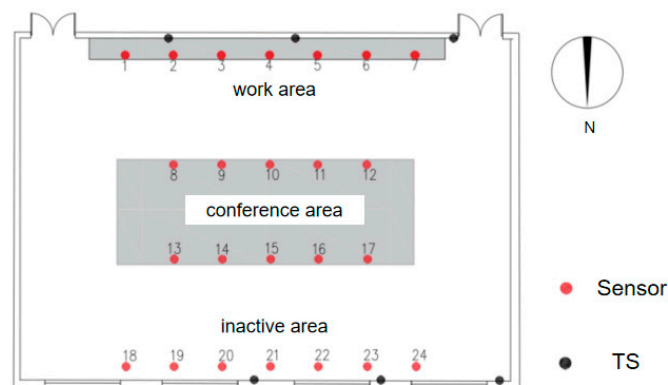 1 2 3 4 5 6 7
work area
N
8 9 10 11 12
conference area
13 14 15 16 17
Sensor
inactive area
18 19 20 21 22 23 24
TS